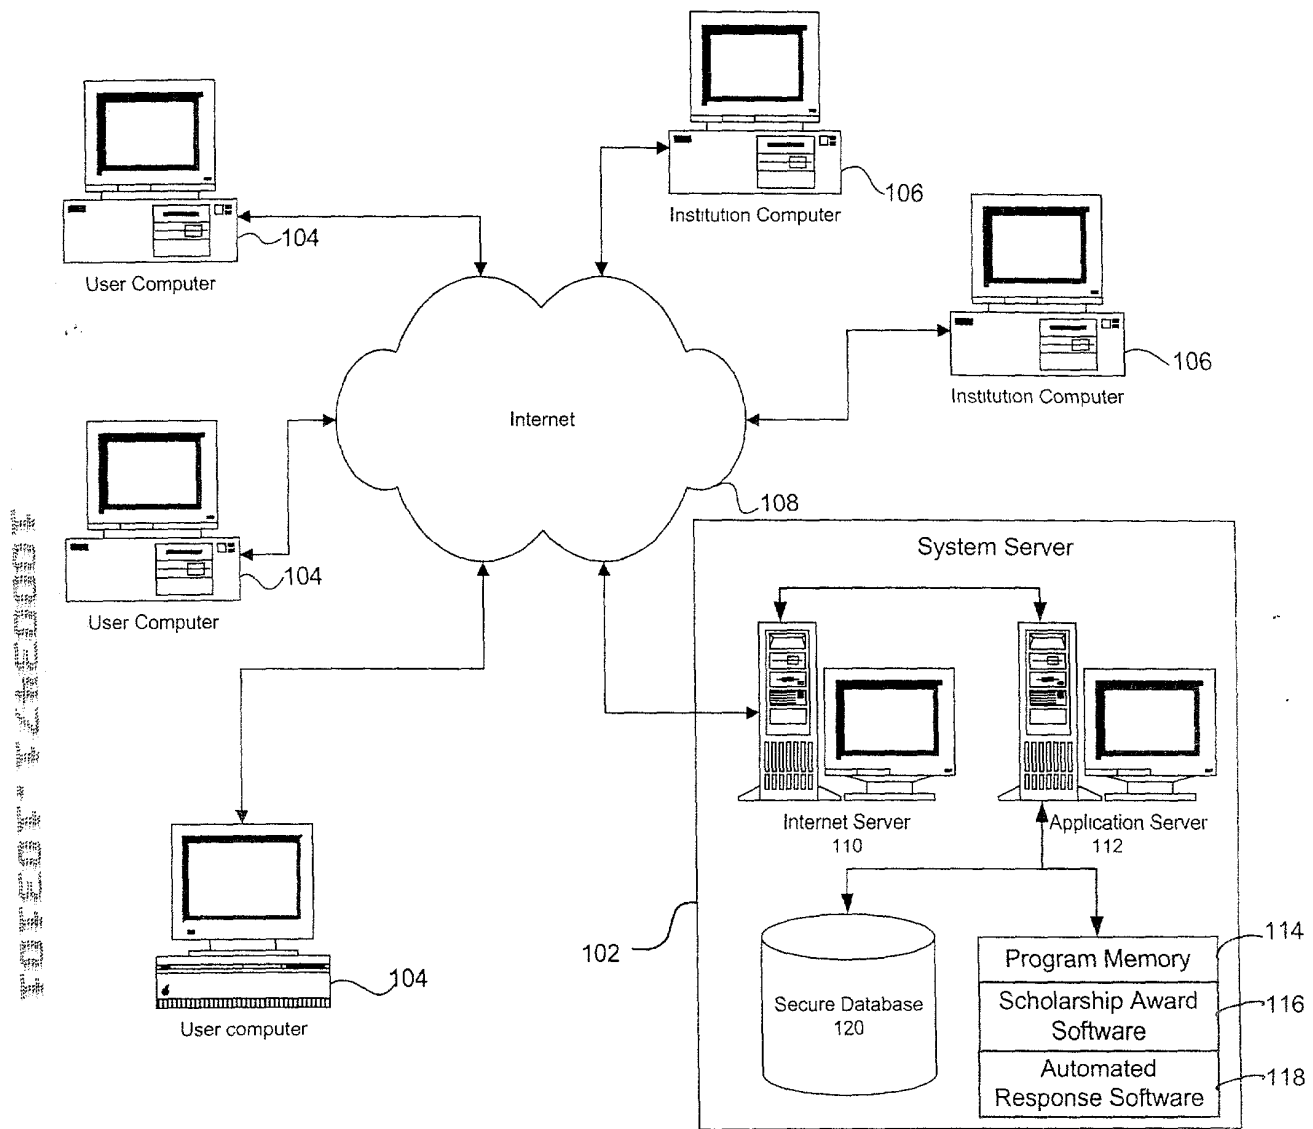 106
Institution Computer
104
User Computer
106
Institution Computer
Internet
108
104
User Computer
System Server
Internet Server
110
Application Server
112
102
104
User computer
Secure Database
120
Program Memory
114
Scholarship Award
Software
116
Automated
Response Software
118